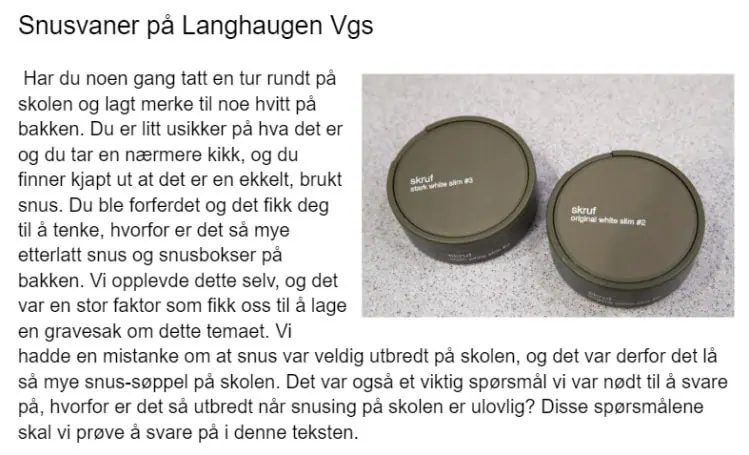 Snusvaner på Langhaugen Vgs
Har du noen gang tatt en tur rundt på
skolen og lagt merke til noe hvitt på
bakken. Du er litt usikker på hva det er
og du tar en nærmere kikk, og du
finner kjapt ut at det er en ekkelt, brukt
snus. Du ble forferdet og det fikk deg
til å tenke, hvorfor er det så mye
etterlatt snus og snusbokser på
bakken. Vi opplevde dette selv, og det
var en stor faktor som fikk oss til å lage
en gravesak om dette temaet. Vi
hadde en mistanke om at snus var veldig utbredt på skolen, og det var derfor det lå
så mye snus-søppel på skolen. Det var også et viktig spørsmål vi var nødt til å svare
på, hvorfor er det så utbredt når snusing på skolen er ulovlig? Disse spørsmålene
skal vi prøve å svare på i denne teksten.
skruf
stark white slim #3
skruf
original white slim #2
skruf
skruf